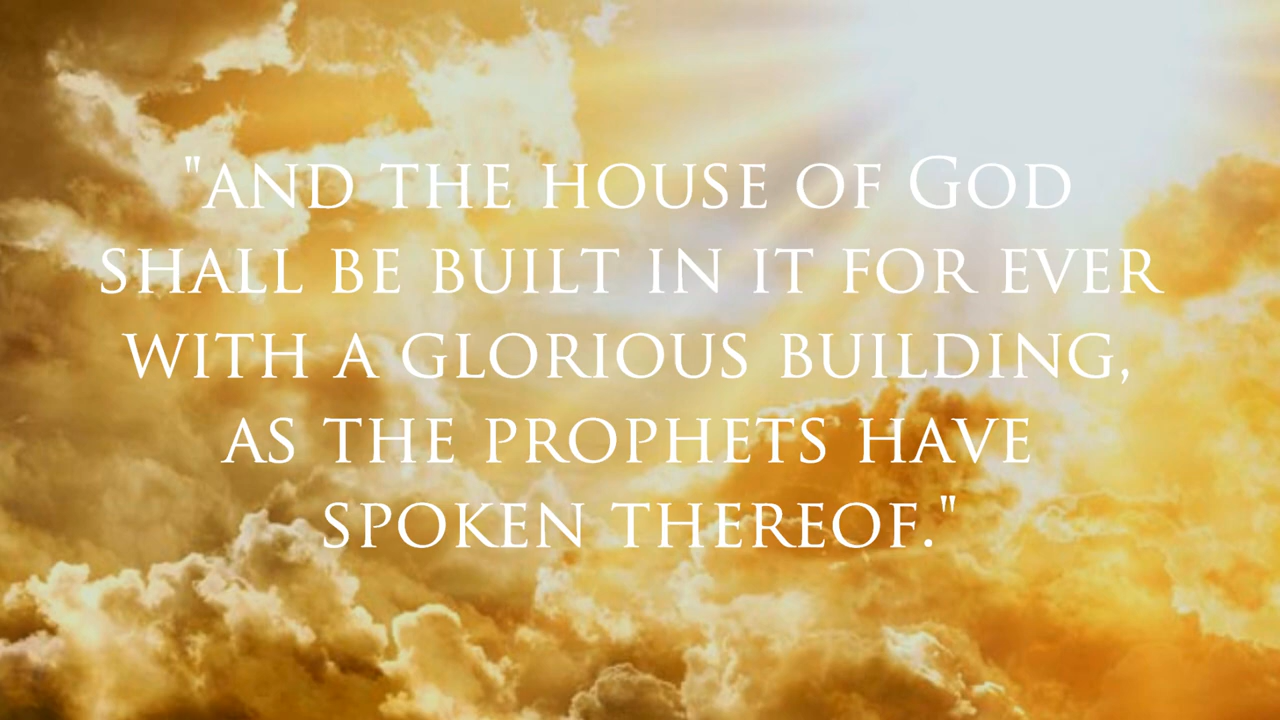 "and the house of God
shall be built in it for ever
with a glorious building,
as the prophets have
spoken thereof."